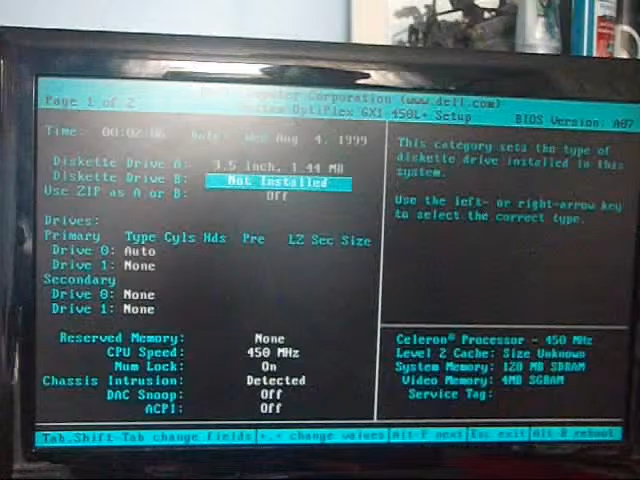 Page 1 of 2
Computer Corporation (www.dell.com)
OptiPlex GX1 450L+ Setup
BIOS Version: A07
Time: 00:02:06 Date: Wed Aug 4, 1999
Diskette Drive A: 3.5 inch, 1.44 MB
Diskette Drive B: Not Installed
Use ZIP as A or B: Off
Drives:
Primary Type Cyls Hds Pre LZ Sec Size
Drive 0: Auto
Drive 1: None
Secondary
Drive 0: None
Drive 1: None
Reserved Memory: None
CPU Speed: 450 MHz
Num Lock: On
Chassis Intrusion: Detected
DAC Snoop: Off
ACPI: Off
This category sets the type of
diskette drive installed in this
system.
Use the left- or right-arrow key
to select the correct type.
Celeron® Processor - 450 MHz
Level 2 Cache: Size Unknown
System Memory: 128 MB SDRAM
Video Memory: 4MB SGRAM
Service Tag:
Tab,Shift-Tab change fields
change values
Alt-P next
Esc exit
Alt-B reboot